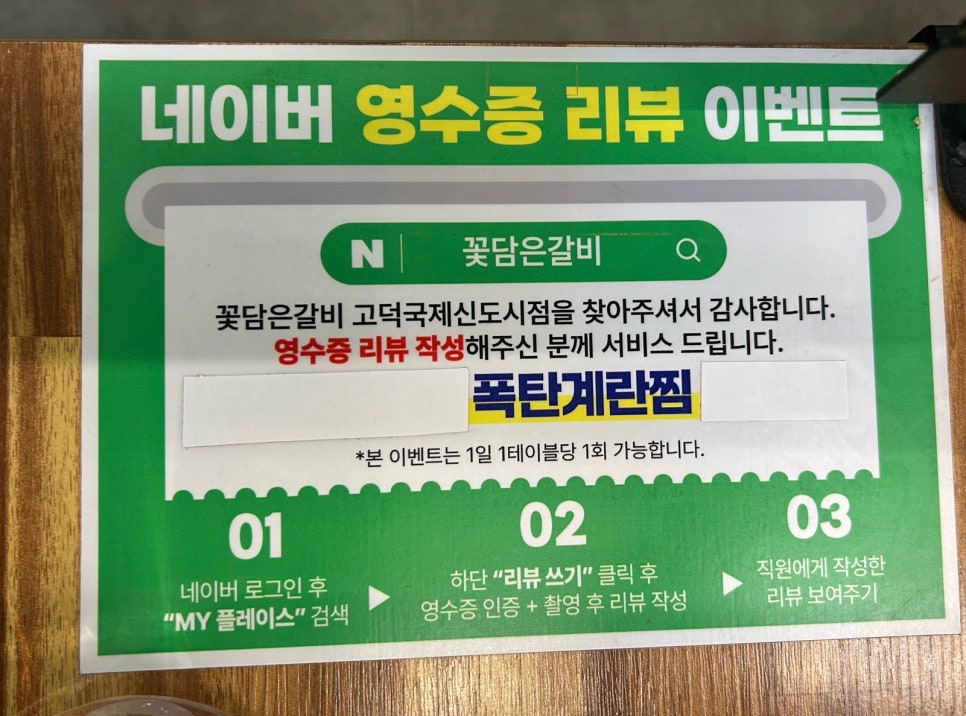 네이버 영수증 리뷰 이벤트
N 꽃담은갈비
꽃담은갈비 고덕국제신도시점을 찾아주셔서 감사합니다.
영수증 리뷰 작성해주신 분께 서비스 드립니다.
폭탄계란찜
*본 이벤트는 1일 1테이블당 1회 가능합니다.
01
네이버 로그인 후
“MY 플레이스” 검색
02
하단 “리뷰 쓰기” 클릭 후
영수증 인증 + 촬영 후 리뷰 작성
03
직원에게 작성한
리뷰 보여주기